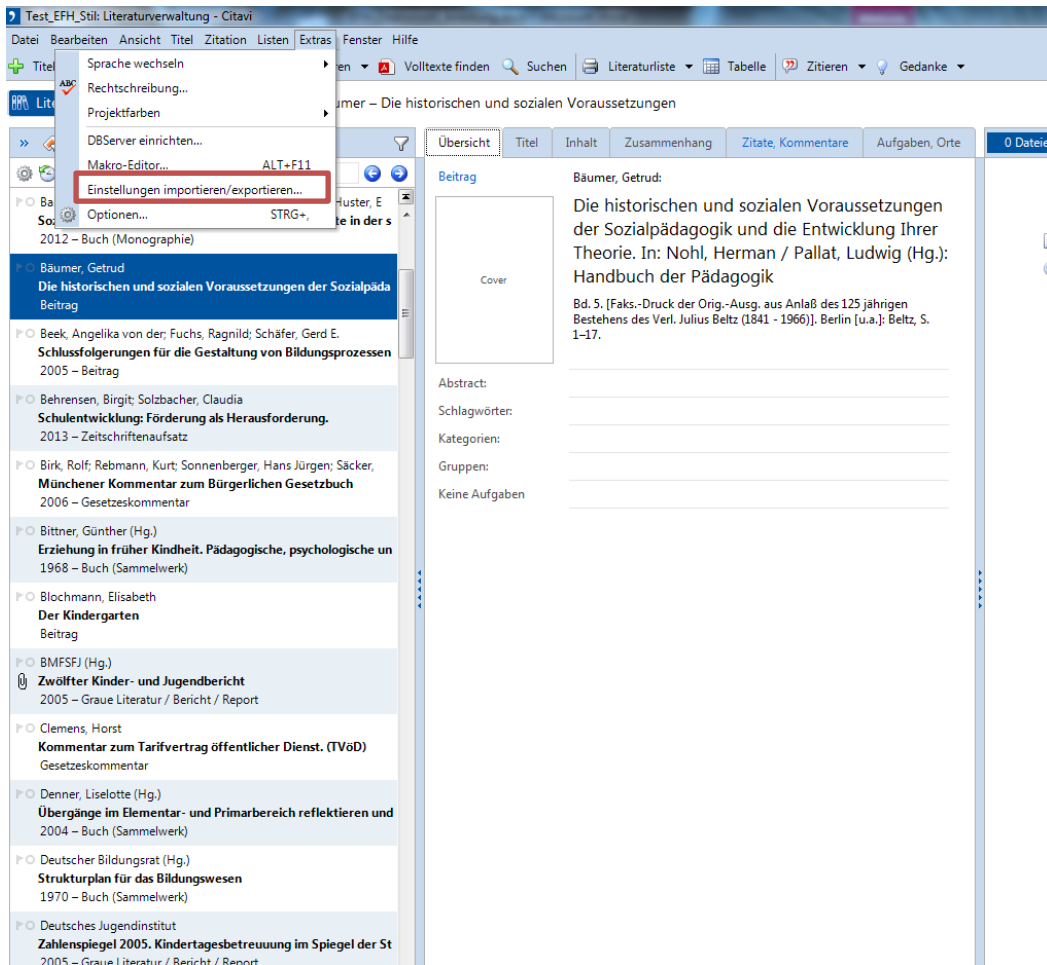 Test_EFH_Stil: Literaturverwaltung - Citavi
Datei Bearbeiten Ansicht Titel Zitation Listen Extras Fenster Hilfe
Titel Volltexte finden Suchen Literaturliste Tabelle Zitieren Gedanke
Sprache wechseln
ABC Rechtschreibung...
Projektfarben
DBServer einrichten...
Makro-Editor... ALT+F11
Einstellungen importieren/exportieren...
Optionen... STRG+,
umer – Die historischen und sozialen Voraussetzungen
Huster, E
te in der s
2012 – Buch (Monographie)
Bäumer, Getrud
Die historischen und sozialen Voraussetzungen der Sozialpäda
Beitrag
Beek, Angelika von der; Fuchs, Ragnild; Schäfer, Gerd E.
Schlussfolgerungen für die Gestaltung von Bildungsprozessen
2005 – Beitrag
Behrensen, Birgit; Solzbacher, Claudia
Schulentwicklung: Förderung als Herausforderung.
2013 – Zeitschriftenaufsatz
Birk, Rolf; Rebmann, Kurt; Sonnenberger, Hans Jürgen; Säcker,
Münchener Kommentar zum Bürgerlichen Gesetzbuch
2006 – Gesetzeskommentar
Bittner, Günther (Hg.)
Erziehung in früher Kindheit. Pädagogische, psychologische un
1968 – Buch (Sammelwerk)
Blochmann, Elisabeth
Der Kindergarten
Beitrag
BMFSFJ (Hg.)
Zwölfter Kinder- und Jugendbericht
2005 – Graue Literatur / Bericht / Report
Clemens, Horst
Kommentar zum Tarifvertrag öffentlicher Dienst. (TVöD)
Gesetzeskommentar
Denner, Liselotte (Hg.)
Übergänge im Elementar- und Primarbereich reflektieren und
2004 – Buch (Sammelwerk)
Deutscher Bildungsrat (Hg.)
Strukturplan für das Bildungswesen
1970 – Buch (Sammelwerk)
Deutsches Jugendinstitut
Zahlenspiegel 2005. Kindertagesbetreuuung im Spiegel der St
2005 – Graue Literatur / Bericht / Report
Übersicht Titel Inhalt Zusammenhang Zitate, Kommentare Aufgaben, Orte
0 Dateie
Beitrag
Cover
Bäumer, Getrud:
Die historischen und sozialen Voraussetzungen
der Sozialpädagogik und die Entwicklung Ihrer
Theorie. In: Nohl, Herman / Pallat, Ludwig (Hg.):
Handbuch der Pädagogik
Bd. 5. [Faks.-Druck der Orig.-Ausg. aus Anlaß des 125 jährigen
Bestehens des Verl. Julius Beltz (1841 - 1966)]. Berlin [u.a.]: Beltz, S.
1–17.
Abstract:
Schlagwörter:
Kategorien:
Gruppen:
Keine Aufgaben